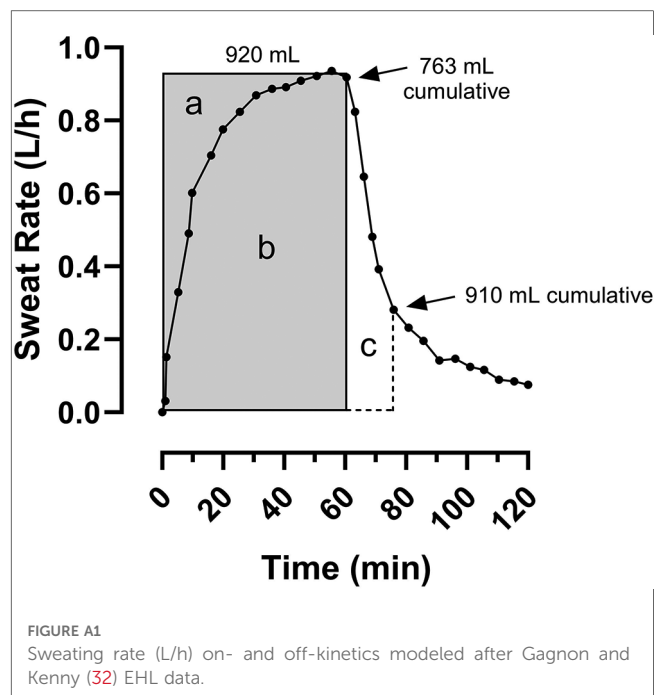 920 mL
763 mL
cumulative
a
b
c
910 mL cumulative
Sweat Rate (L/h)
1.0
0.8
0.6
0.4
0.2
0.0
0 20 40 60 80 100 120
Time (min)
FIGURE A1
Sweating rate (L/h) on- and off-kinetics modeled after Gagnon and
Kenny (32) EHL data.